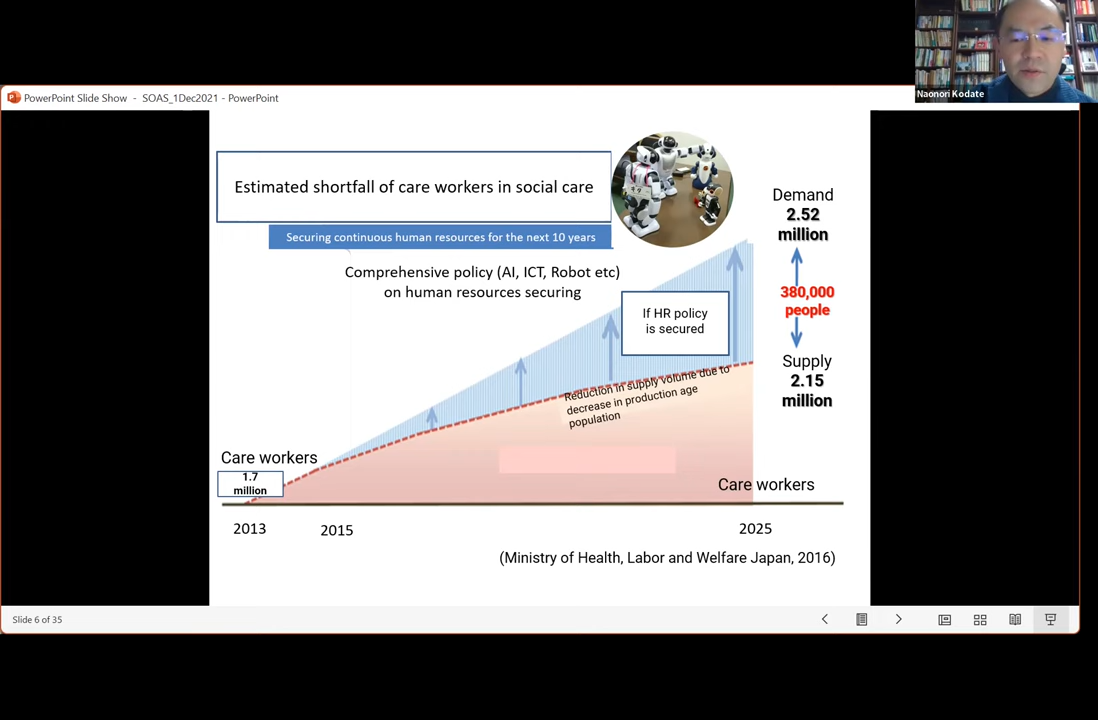 Naonori Kodate
PowerPoint Slide Show - SOAS_1Dec2021 - PowerPoint
Estimated shortfall of care workers in social care
Securing continuous human resources for the next 10 years
Comprehensive policy (AI, ICT, Robot etc)
on human resources securing
If HR policy
is secured
Demand
2.52
million
380,000
people
Supply
2.15
million
Reduction in supply volume due to
decrease in production age
population
Care workers
1.7
million
Care workers
2013
2015
2025
(Ministry of Health, Labor and Welfare Japan, 2016)
Slide 6 of 35